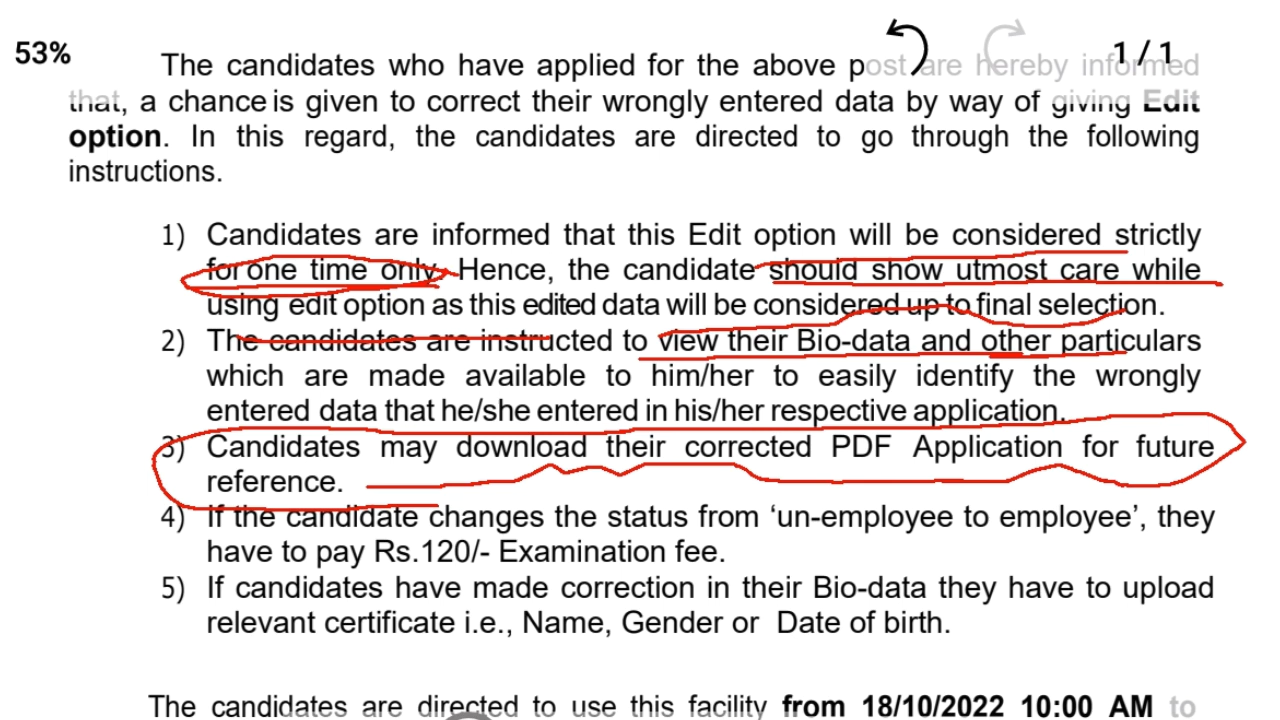 53%
1 / 1
The candidates who have applied for the above post are hereby informed
that, a chance is given to correct their wrongly entered data by way of giving Edit
option. In this regard, the candidates are directed to go through the following
instructions.
1) Candidates are informed that this Edit option will be considered strictly
for one time only. Hence, the candidate should show utmost care while
using edit option as this edited data will be considered up to final selection.
2) The candidates are instructed to view their Bio-data and other particulars
which are made available to him/her to easily identify the wrongly
entered data that he/she entered in his/her respective application.
3) Candidates may download their corrected PDF Application for future
reference.
4) If the candidate changes the status from ‘un-employee to employee’, they
have to pay Rs.120/- Examination fee.
5) If candidates have made correction in their Bio-data they have to upload
relevant certificate i.e., Name, Gender or Date of birth.
The candidates are directed to use this facility from 18/10/2022 10:00 AM to